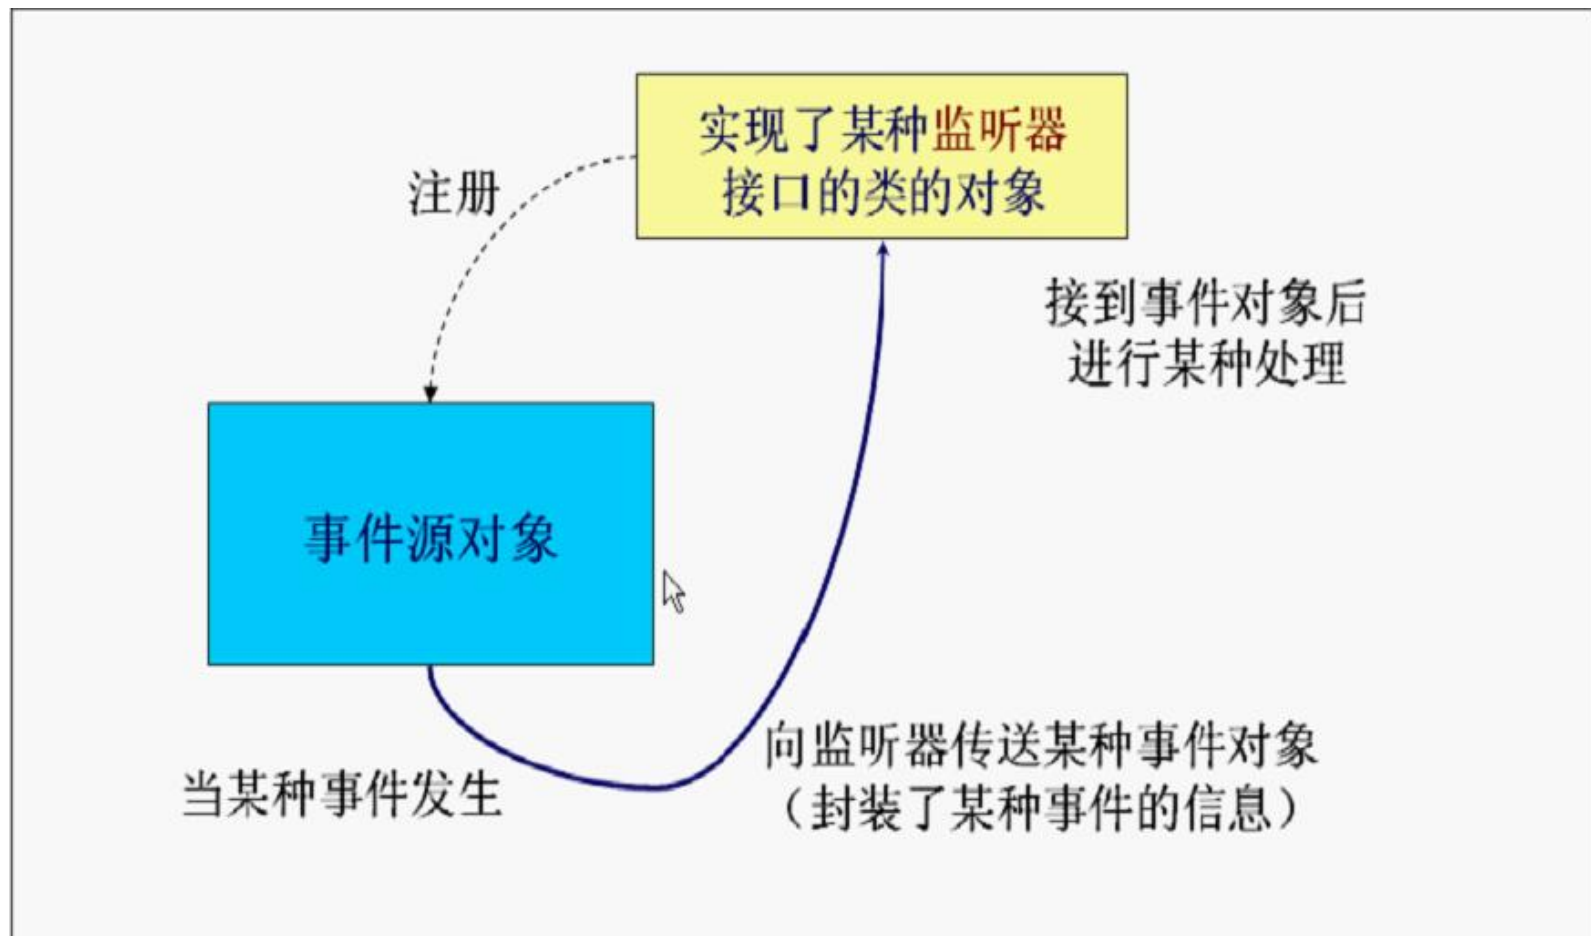 实现了某种监听器
接口的类的对象
注册
接到事件对象后
进行某种处理
事件源对象
向监听器传送某种事件对象
（封装了某种事件的信息）
当某种事件发生